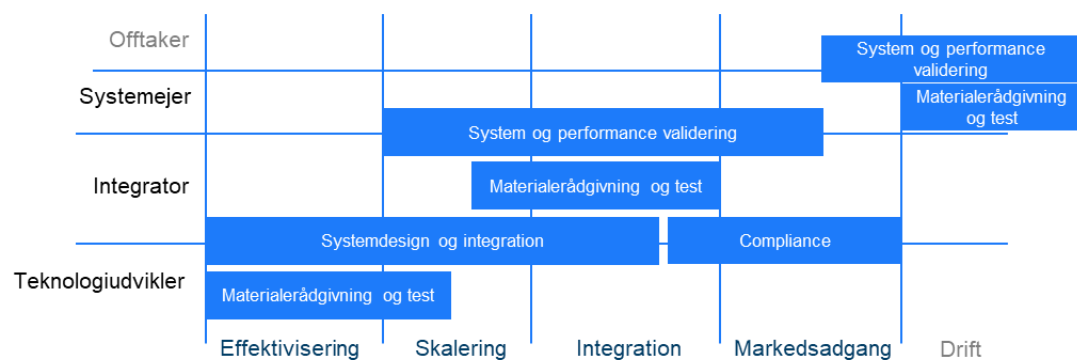 Offtaker
System og performance
validering
Systemejer
Materialerådgivning
og test
System og performance validering
Integrator
Materialerådgivning og test
Systemdesign og integration
Compliance
Teknologiudvikler
Materialerådgivning og test
Effektivisering
Skalering
Integration
Markedsadgang
Drift